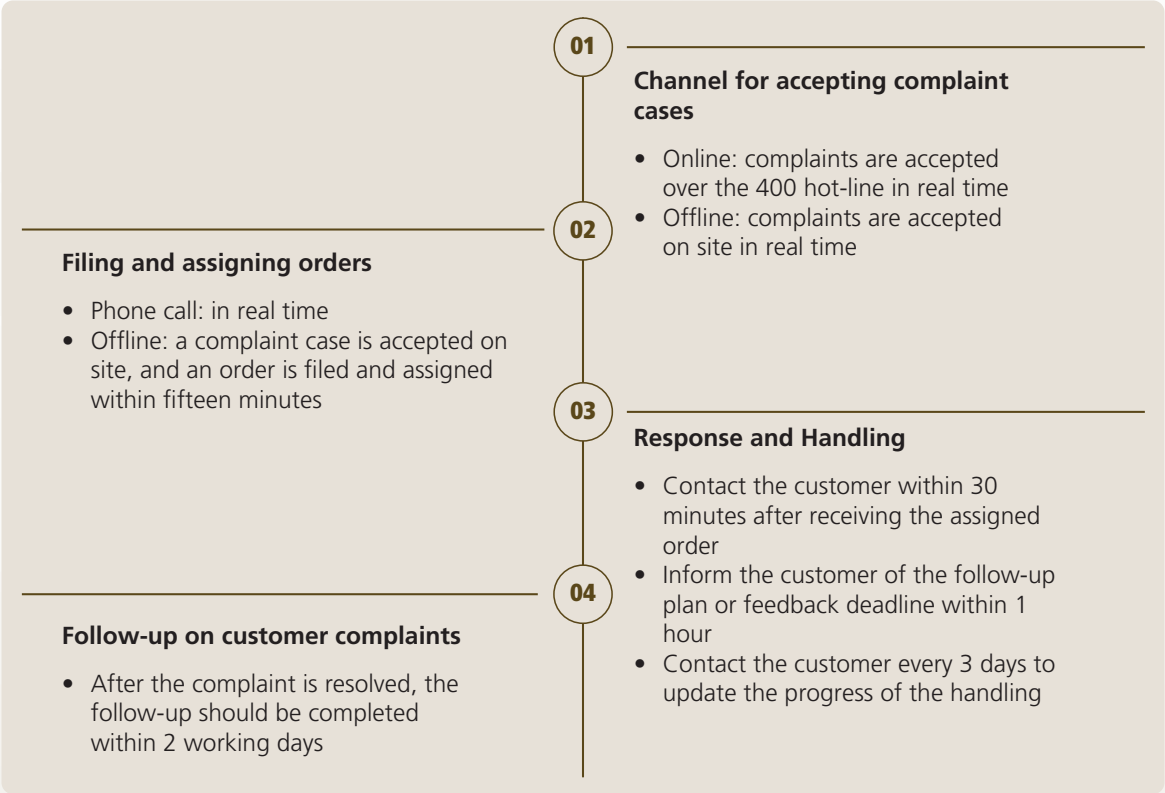 01
Channel for accepting complaint
cases
• Online: complaints are accepted
over the 400 hot-line in real time
• Offline: complaints are accepted
on site in real time
02
Filing and assigning orders
• Phone call: in real time
• Offline: a complaint case is accepted on
site, and an order is filed and assigned
within fifteen minutes
03
Response and Handling
• Contact the customer within 30
minutes after receiving the assigned
order
• Inform the customer of the follow-up
plan or feedback deadline within 1
hour
• Contact the customer every 3 days to
update the progress of the handling
04
Follow-up on customer complaints
• After the complaint is resolved, the
follow-up should be completed
within 2 working days